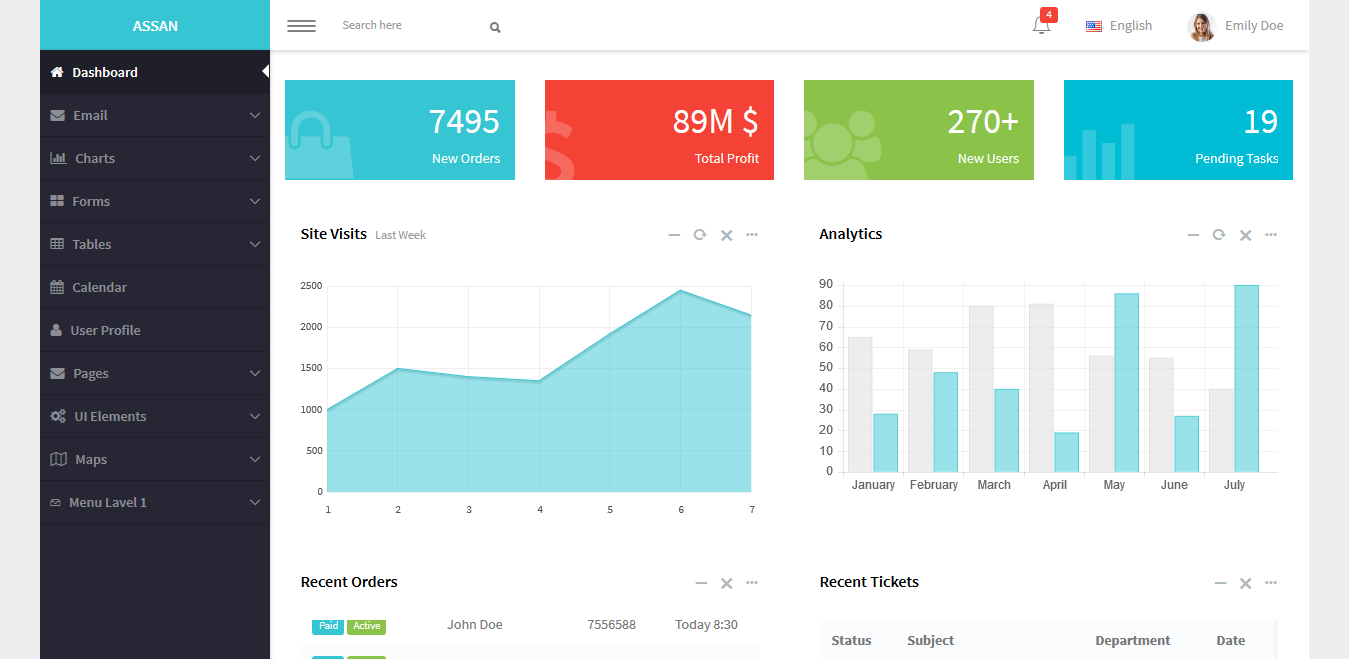 ASSAN
Search here
4
English
Emily Doe
Dashboard
Email
Charts
Forms
Tables
Calendar
User Profile
Pages
UI Elements
Maps
Menu Lavel 1
7495
New Orders
$
89M $
Total Profit
270+
New Users
19
Pending Tasks
Site Visits Last Week
2500
2000
1500
1000
500
0
1 2 3 4 5 6 7
Analytics
90
80
70
60
50
40
30
20
10
0
January February March April May June July
Recent Orders
Paid Active John Doe 7556588 Today 8:30
Recent Tickets
Status Subject Department Date